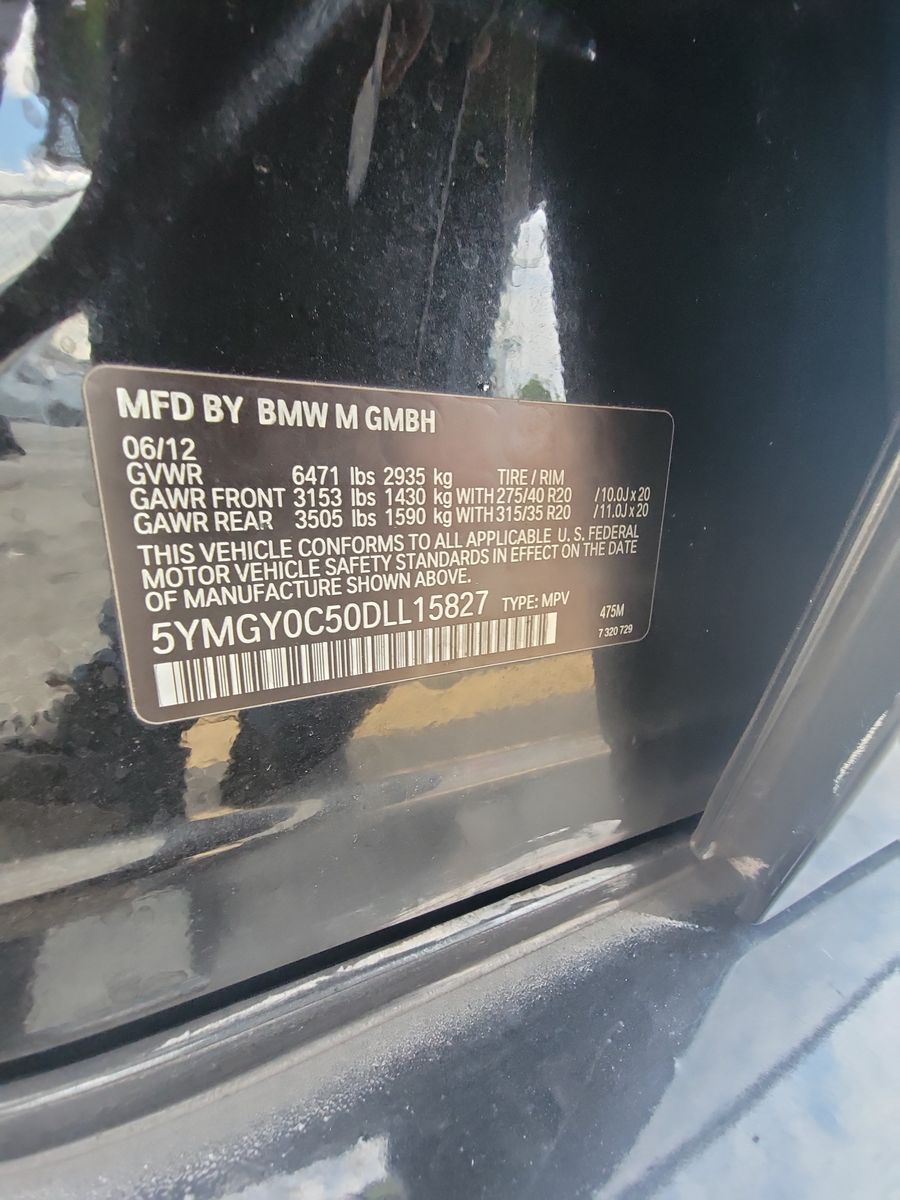 MFD BY BMW M GMBH
06/12
GVWR 6471 lbs 2935 kg TIRE / RIM
GAWR FRONT 3153 lbs 1430 kg WITH 275/40 R20 / 10.0J x 20
GAWR REAR 3505 lbs 1590 kg WITH 315/35 R20 / 11.0J x 20
THIS VEHICLE CONFORMS TO ALL APPLICABLE U. S. FEDERAL
MOTOR VEHICLE SAFETY STANDARDS IN EFFECT ON THE DATE
OF MANUFACTURE SHOWN ABOVE.
5YMGY0C50DLL15827 TYPE: MPV 475M
7 320 729